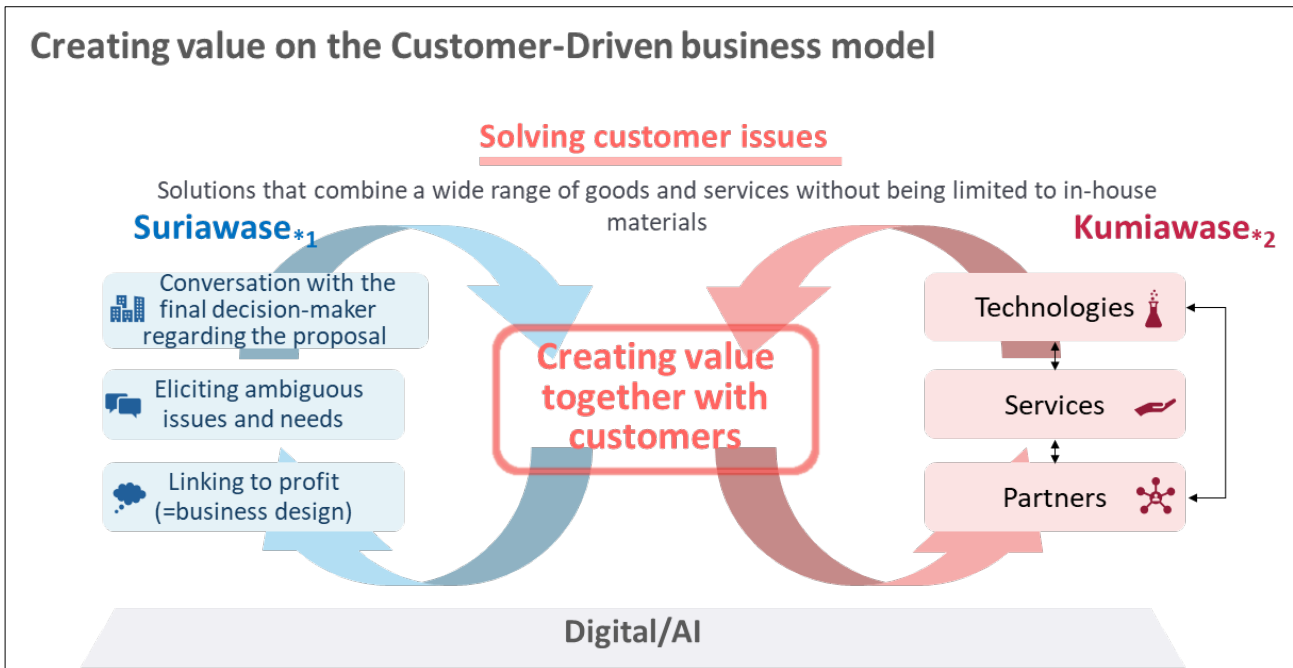 Creating value on the Customer-Driven business model
Solving customer issues
Solutions that combine a wide range of goods and services without being limited to in-house
materials
Suriawase*1
Conversation with the
final decision-maker
regarding the proposal
Eliciting ambiguous
issues and needs
Linking to profit
(=business design)
Creating value
together with
customers
Kumiawase*2
Technologies
Services
Partners
Digital/AI